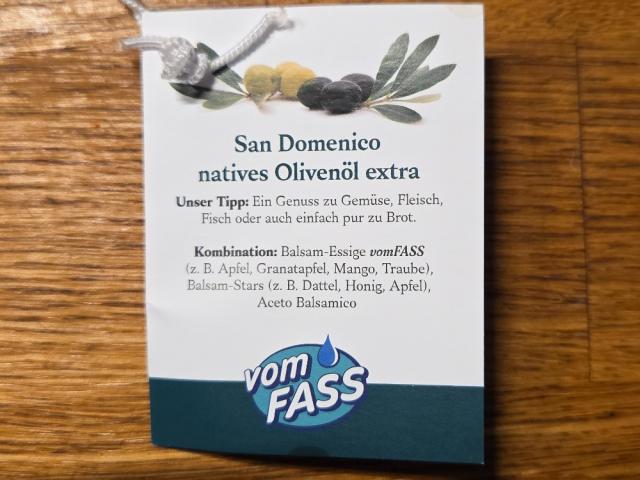 San Domenico
natives Olivenöl extra
Unser Tipp: Ein Genuss zu Gemüse, Fleisch,
Fisch oder auch einfach pur zu Brot.
Kombination: Balsam-Essige vomFASS
(z. B. Apfel, Granatapfel, Mango, Traube),
Balsam-Stars (z. B. Dattel, Honig, Apfel),
Aceto Balsamico
vom
FASS